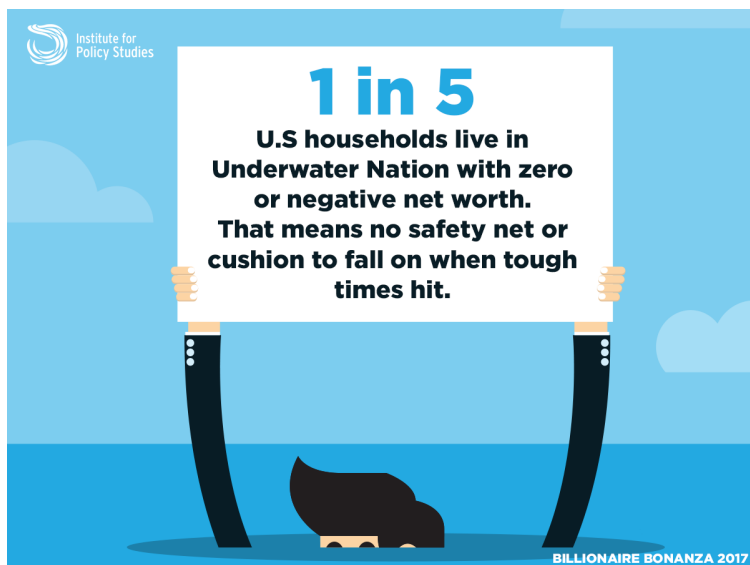 Institute for
Policy Studies
1 in 5
U.S households live in
Underwater Nation with zero
or negative net worth.
That means no safety net or
cushion to fall on when tough
times hit.
BILLIONAIRE BONANZA 2017